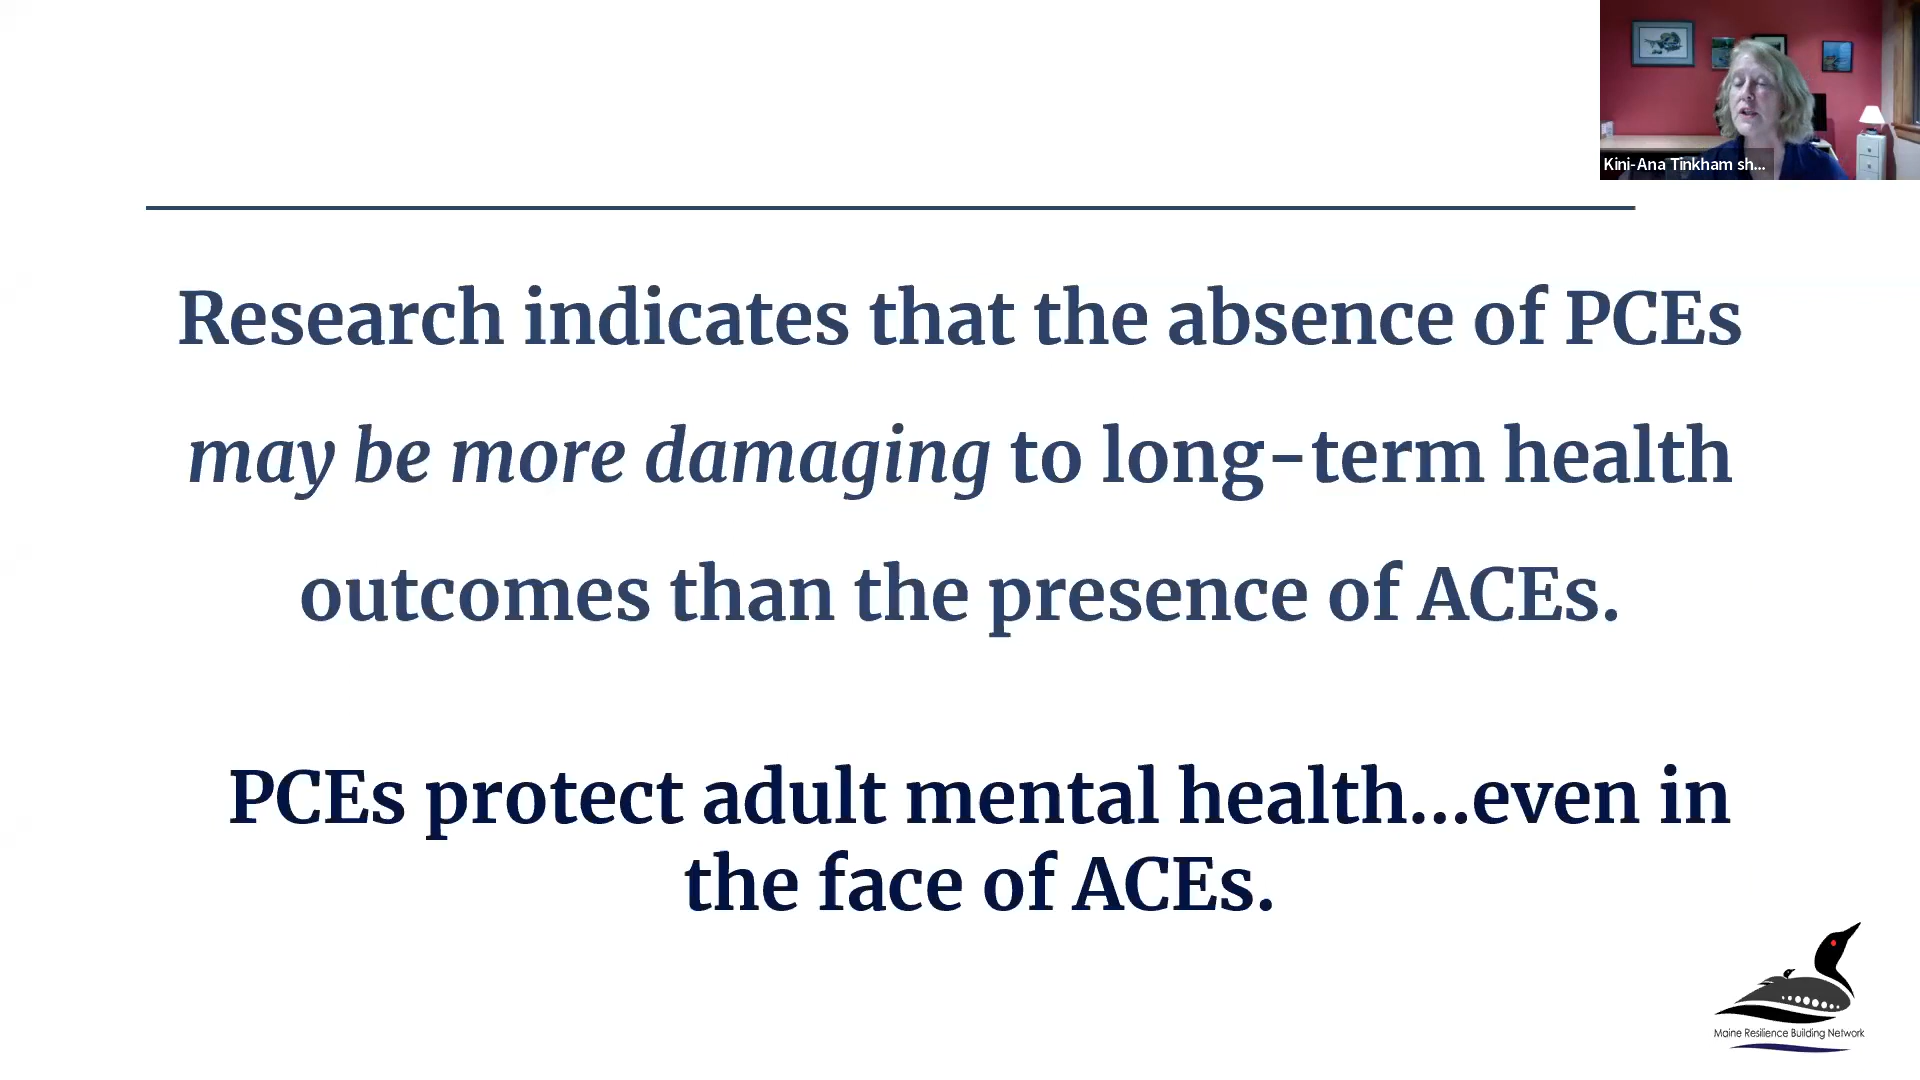 Kini-Ana Tinkham sh...
Research indicates that the absence of PCEs
may be more damaging to long-term health
outcomes than the presence of ACEs.
PCEs protect adult mental health...even in
the face of ACEs.
Maine Resilience Building Network